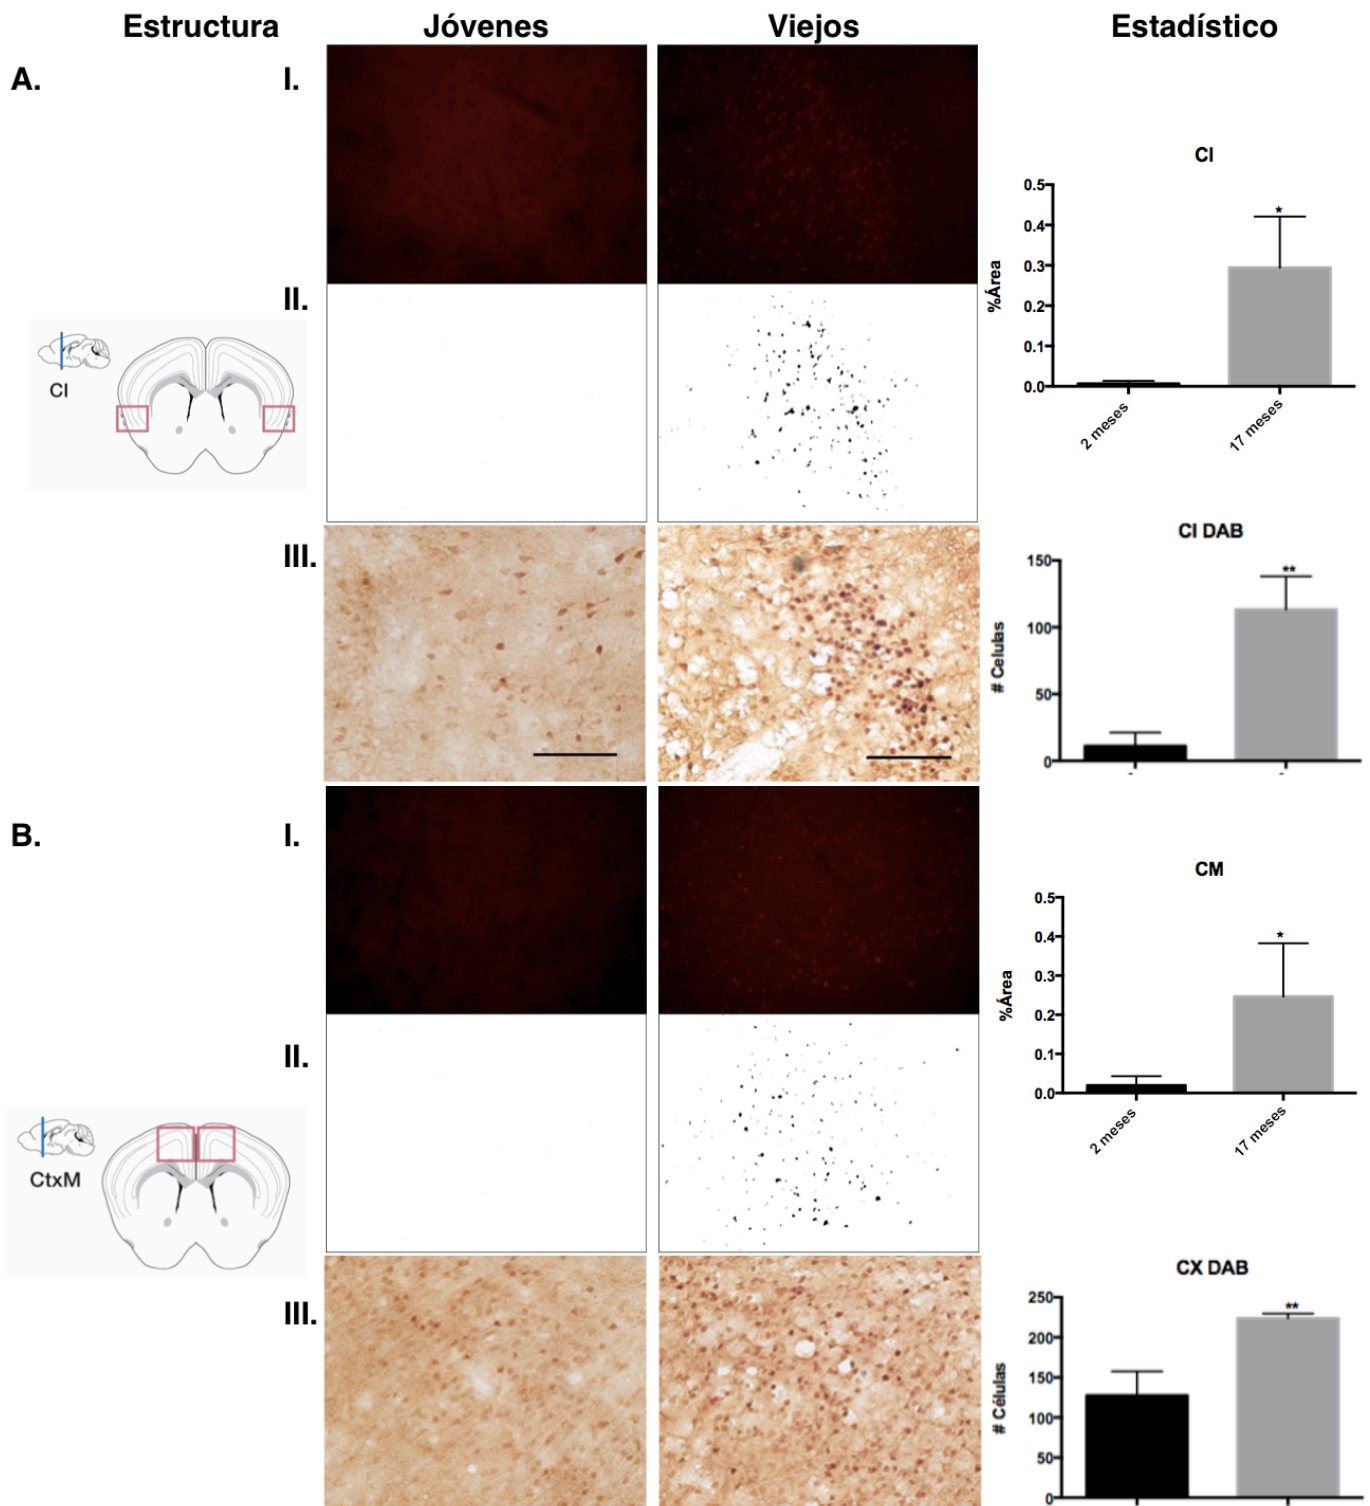 Estructura Jóvenes Viejos Estadístico
A.
I.
II.
CI
III.
CI
0.5
0.4
0.3
0.2
0.1
0.0
%Área
2 meses 17 meses
*
CI DAB
150
100
50
0
# Celulas
**
B.
I.
II.
CtxM
III.
CM
0.5
0.4
0.3
0.2
0.1
0.0
%Área
2 meses 17 meses
*
CX DAB
250
200
150
100
50
0
# Células
**